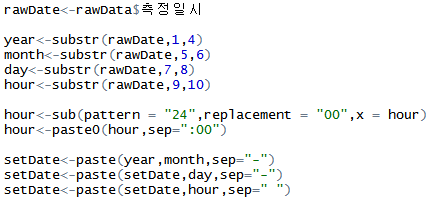 rawDate<-rawData$측정일시
year<-substr(rawDate,1,4)
month<-substr(rawDate,5,6)
day<-substr(rawDate,7,8)
hour<-substr(rawDate,9,10)
hour<-sub(pattern = "24",replacement = "00",x = hour)
hour<-paste0(hour,sep=":00")
setDate<-paste(year,month,sep="-")
setDate<-paste(setDate,day,sep="-")
setDate<-paste(setDate,hour,sep=" ")